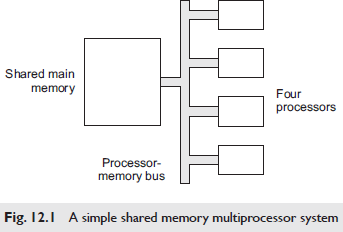 Shared main
memory
Four
processors
Processor-
memory bus
Fig. 12.1 A simple shared memory multiprocessor system